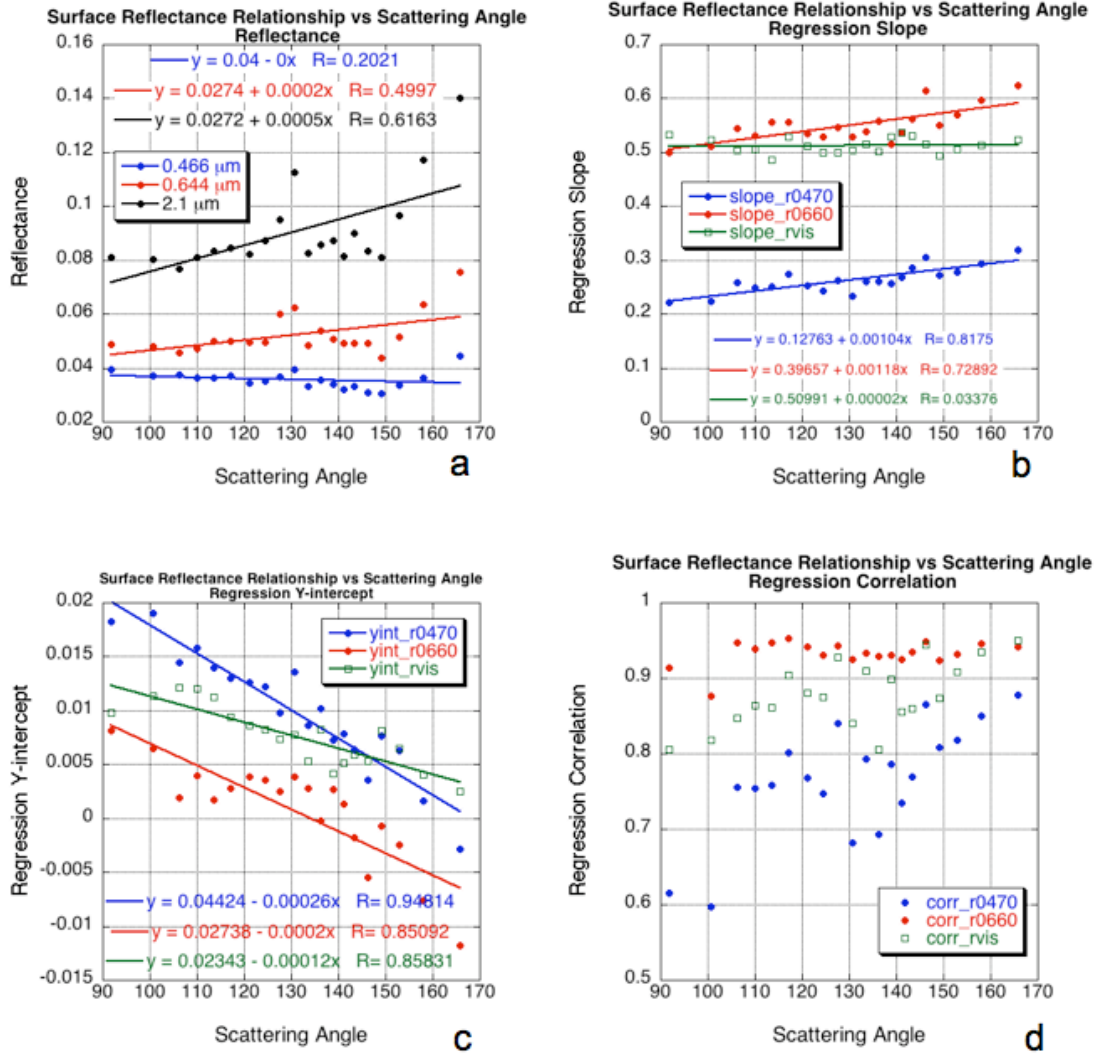 Surface Reflectance Relationship vs Scattering Angle
Reflectance
0.16
0.14
0.12
0.1
0.08
0.06
0.04
0.02
Reflectance
y = 0.04 - 0x R= 0.2021
y = 0.0274 + 0.0002x R= 0.4997
y = 0.0272 + 0.0005x R= 0.6163
0.466 μm
0.644 μm
2.1 μm
90 100 110 120 130 140 150 160 170
Scattering Angle
a
Surface Reflectance Relationship vs Scattering Angle
Regression Slope
0.7
0.6
0.5
0.4
0.3
0.2
0.1
0
Regression Slope
slope_r0470
slope_r0660
slope_rvis
y = 0.12763 + 0.00104x R= 0.8175
y = 0.39657 + 0.00118x R= 0.72892
y = 0.50991 + 0.00002x R= 0.03376
90 100 110 120 130 140 150 160 170
Scattering Angle
b
Surface Reflectance Relationship vs Scattering Angle
Regression Y-intercept
0.02
0.015
0.01
0.005
0
-0.005
-0.01
-0.015
Regression Y-intercept
yint_r0470
yint_r0660
yint_rvis
y = 0.04424 - 0.00026x R= 0.94814
y = 0.02738 - 0.0002x R= 0.85092
y = 0.02343 - 0.00012x R= 0.85831
90 100 110 120 130 140 150 160 170
Scattering Angle
c
Surface Reflectance Relationship vs Scattering Angle
Regression Correlation
1
0.9
0.8
0.7
0.6
0.5
Regression Correlation
corr_r0470
corr_r0660
corr_rvis
90 100 110 120 130 140 150 160 170
Scattering Angle
d